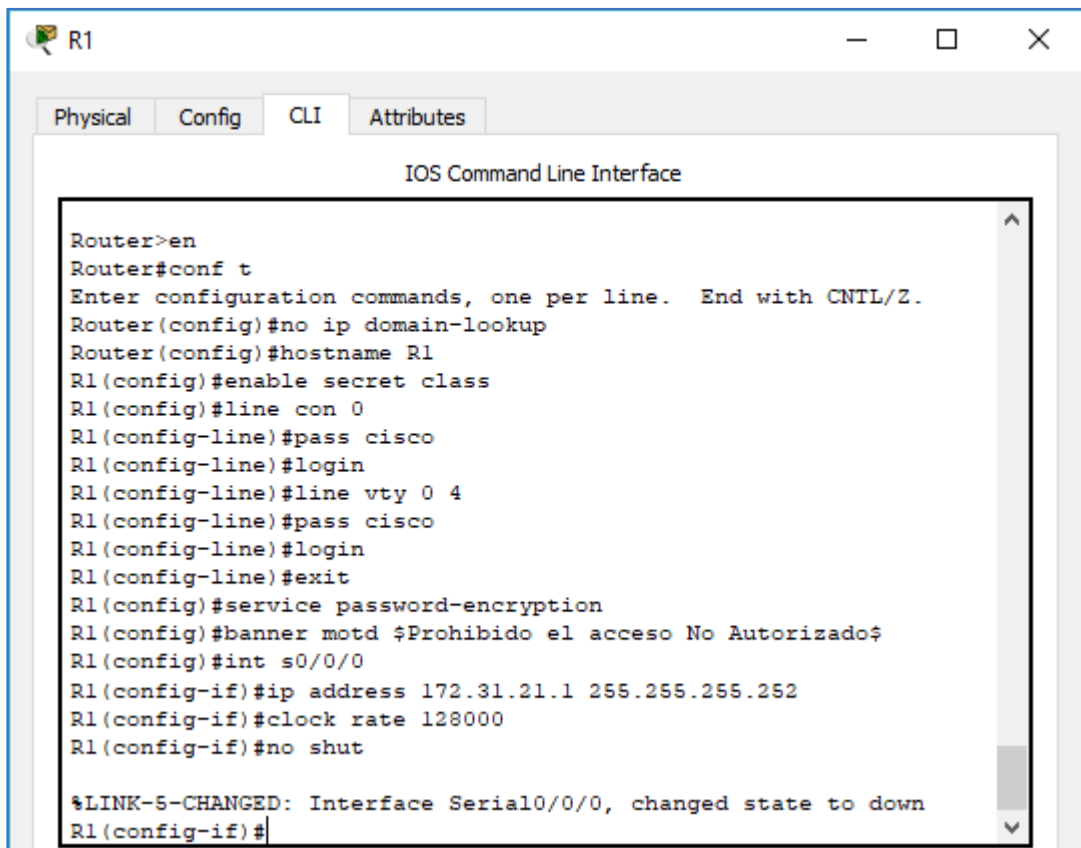 R1
Physical Config CLI Attributes
IOS Command Line Interface
Router>en
Router#conf t
Enter configuration commands, one per line.  End with CNTL/Z.
Router(config)#no ip domain-lookup
Router(config)#hostname R1
R1(config)#enable secret class
R1(config)#line con 0
R1(config-line)#pass cisco
R1(config-line)#login
R1(config-line)#line vty 0 4
R1(config-line)#pass cisco
R1(config-line)#login
R1(config-line)#exit
R1(config)#service password-encryption
R1(config)#banner motd $Prohibido el acceso No Autorizado$
R1(config)#int s0/0/0
R1(config-if)#ip address 172.31.21.1 255.255.255.252
R1(config-if)#clock rate 128000
R1(config-if)#no shut
%LINK-5-CHANGED: Interface Serial0/0/0, changed state to down
R1(config-if)#